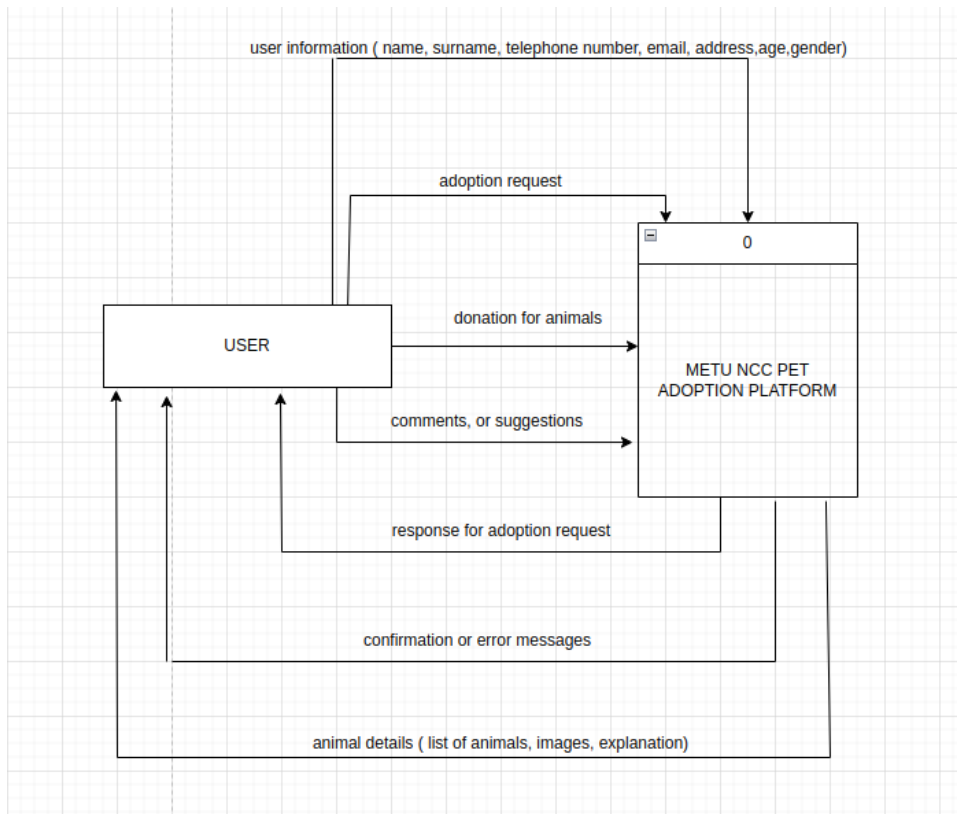 user information ( name, surname, telephone number, email, address,age,gender)
adoption request
0
donation for animals
USER
METU NCC PET
ADOPTION PLATFORM
comments, or suggestions
response for adoption request
confirmation or error messages
animal details ( list of animals, images, explanation)